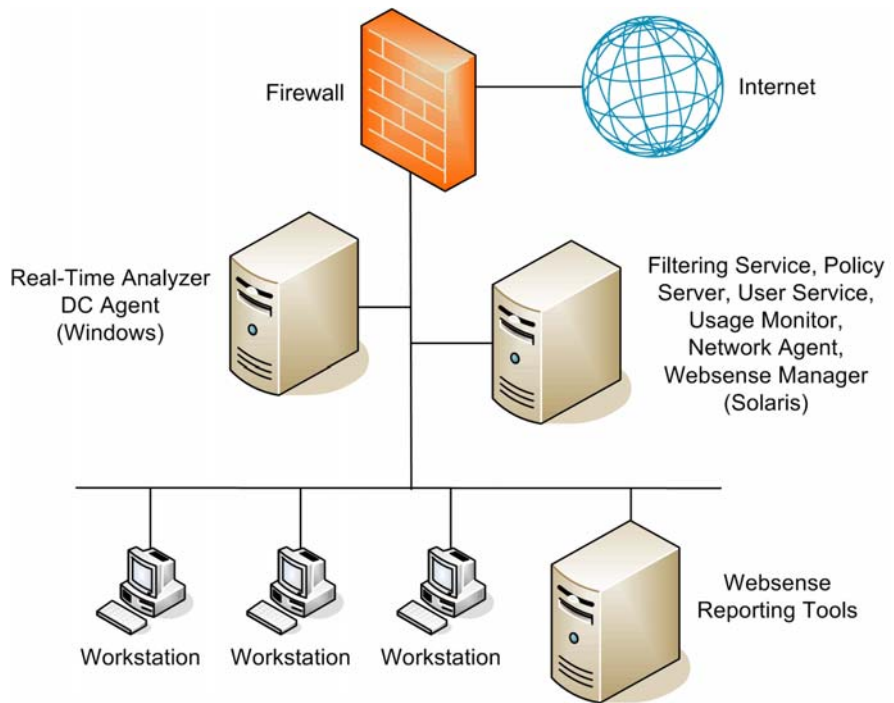 Firewall
Internet
Real-Time Analyzer
DC Agent
(Windows)
Filtering Service, Policy
Server, User Service,
Usage Monitor,
Network Agent,
Websense Manager
(Solaris)
Workstation
Workstation
Workstation
Websense
Reporting Tools